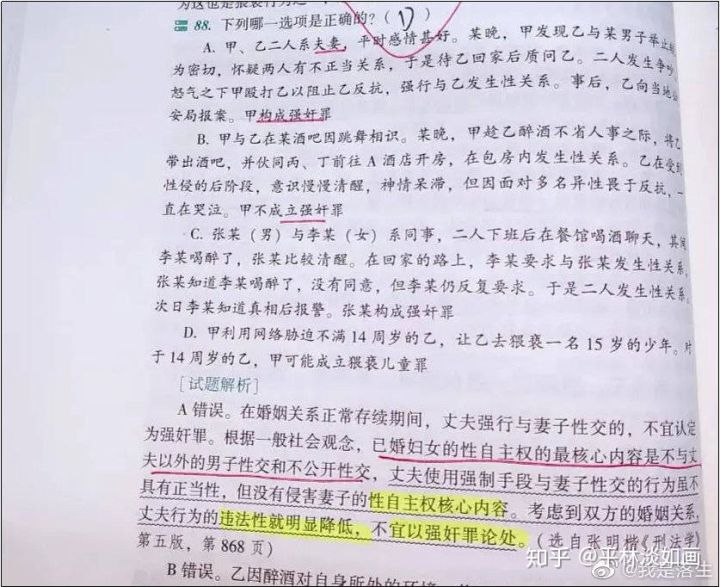 为这也是猥亵行为之一
88. 下列哪一选项是正确的?( D )
A. 甲、乙二人系夫妻,平时感情甚好。某晚,甲发现乙与某男子举止
为密切,怀疑两人有不正当关系,于是待乙回家后质问乙。二人发生争
怒气之下甲殴打乙以阻止乙反抗,强行与乙发生性关系。事后,乙向当地
安局报案。甲构成强奸罪
B. 甲与乙在某酒吧因跳舞相识。某晚,甲趁乙醉酒不省人事之际,将乙
带出酒吧,并伙同丙、丁前往 A 酒店开房,在包房内发生性关系。乙在受到
性侵的后阶段,意识慢慢清醒,神情呆滞,但因面对多名异性畏于反抗,一
直在哭泣。甲不成立强奸罪
C. 张某(男)与李某(女)系同事,二人下班后在餐馆喝酒聊天,其间
李某喝醉了,张某比较清醒。在回家的路上,李某要求与张某发生性关系,
张某知道李某喝醉了,没有同意,但李某仍反复要求。于是二人发生性关系。
次日李某知道真相后报警。张某构成强奸罪
D. 甲利用网络胁迫不满 14 周岁的乙,让乙去猥亵一名 15 岁的少年。对
于 14 周岁的乙,甲可能成立猥亵儿童罪
[试题解析]
A 错误。在婚姻关系正常存续期间,丈夫强行与妻子性交的,不宜认定
为强奸罪。根据一般社会观念,已婚妇女的性自主权的最核心内容是不与丈
夫以外的男子性交和不公开性交,丈夫使用强制手段与妻子性交的行为虽不
具有正当性,但没有侵害妻子的性自主权核心内容。考虑到双方的婚姻关系,
丈夫行为的违法性就明显降低,不宜以强奸罪论处。(选自张明楷《刑法学》
第五版,第 868 页)
B 错误。乙因醉酒对自身所处的环境
知乎 @来林淡如画
@我是洛生